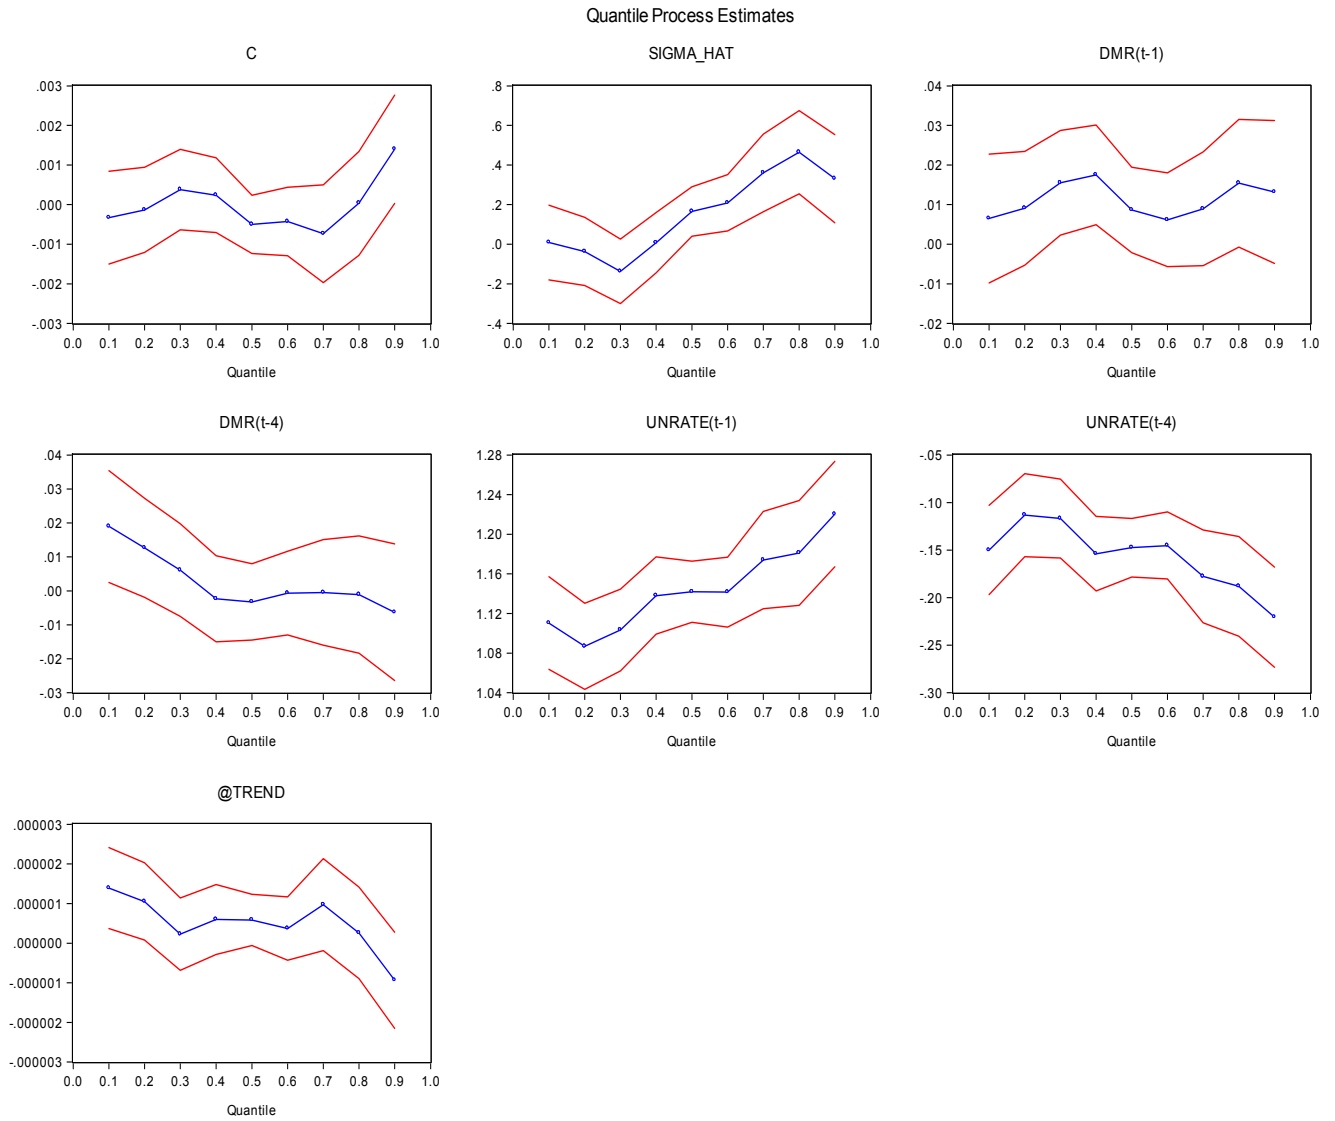 Quantile Process Estimates
C
.003
.002
.001
.000
-.001
-.002
-.003
0.0 0.1 0.2 0.3 0.4 0.5 0.6 0.7 0.8 0.9 1.0
Quantile
SIGMA_HAT
.8
.6
.4
.2
.0
-.2
-.4
0.0 0.1 0.2 0.3 0.4 0.5 0.6 0.7 0.8 0.9 1.0
Quantile
DMR(t-1)
.04
.03
.02
.01
.00
-.01
-.02
0.0 0.1 0.2 0.3 0.4 0.5 0.6 0.7 0.8 0.9 1.0
Quantile
DMR(t-4)
.04
.03
.02
.01
.00
-.01
-.02
-.03
0.0 0.1 0.2 0.3 0.4 0.5 0.6 0.7 0.8 0.9 1.0
Quantile
UNRATE(t-1)
1.28
1.24
1.20
1.16
1.12
1.08
1.04
0.0 0.1 0.2 0.3 0.4 0.5 0.6 0.7 0.8 0.9 1.0
Quantile
UNRATE(t-4)
-.05
-.10
-.15
-.20
-.25
-.30
0.0 0.1 0.2 0.3 0.4 0.5 0.6 0.7 0.8 0.9 1.0
Quantile
@TREND
.000003
.000002
.000001
.000000
-.000001
-.000002
-.000003
0.0 0.1 0.2 0.3 0.4 0.5 0.6 0.7 0.8 0.9 1.0
Quantile